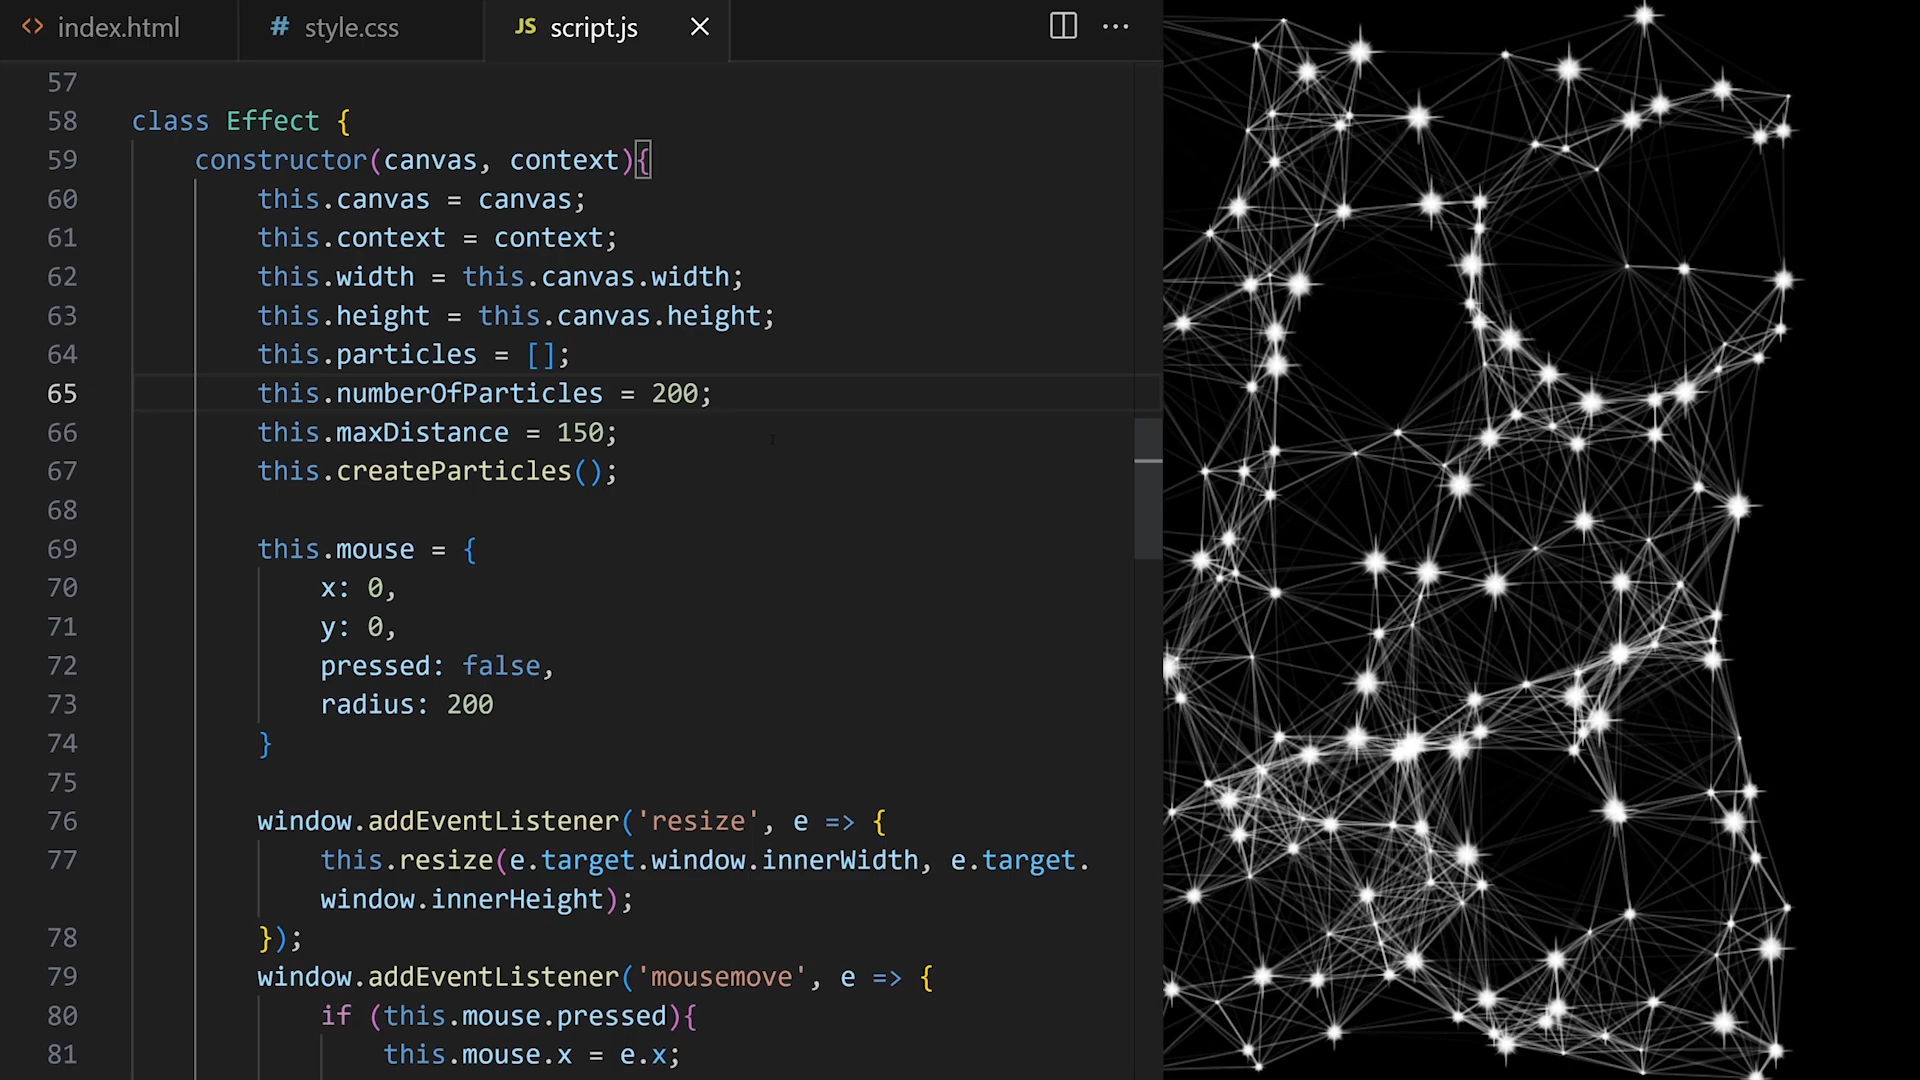 index.html
style.css
JS script.js
57
58 class Effect {
59 constructor(canvas, context){
60 this.canvas = canvas;
61 this.context = context;
62 this.width = this.canvas.width;
63 this.height = this.canvas.height;
64 this.particles = [];
65 this.numberOfParticles = 200;
66 this.maxDistance = 150;
67 this.createParticles();
68
69 this.mouse = {
70 x: 0,
71 y: 0,
72 pressed: false,
73 radius: 200
74 }
75
76 window.addEventListener('resize', e => {
77 this.resize(e.target.window.innerWidth, e.target.
window.innerHeight);
78 });
79 window.addEventListener('mousemove', e => {
80 if (this.mouse.pressed){
81 this.mouse.x = e.x;